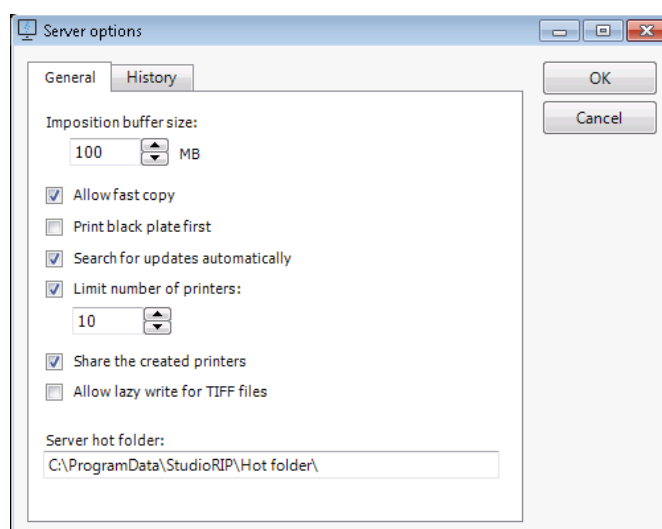 Server options
General History
OK
Cancel
Imposition buffer size:
100 MB
Allow fast copy
Print black plate first
Search for updates automatically
Limit number of printers:
10
Share the created printers
Allow lazy write for TIFF files
Server hot folder:
C:\ProgramData\StudioRIP\Hot folder\